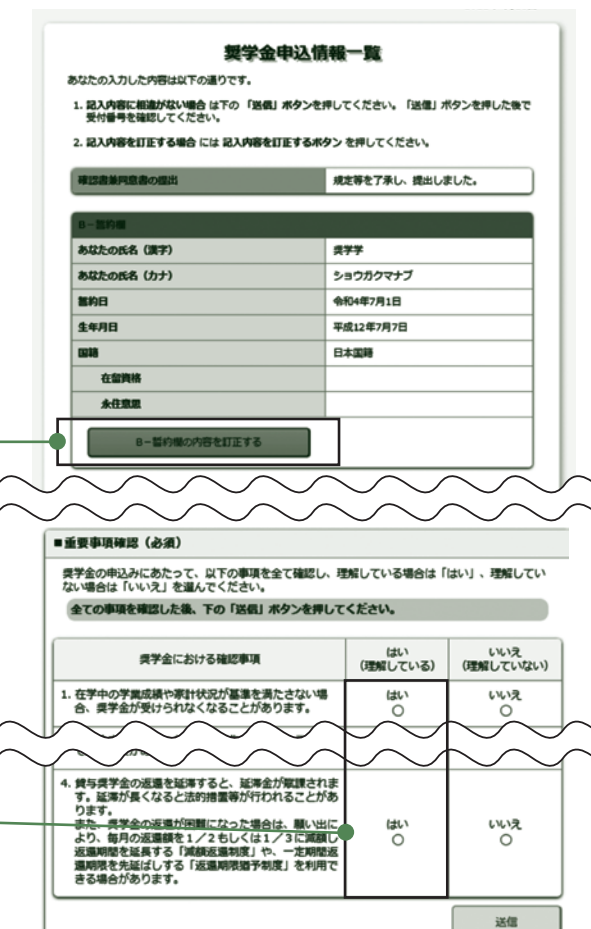 奨学金申込情報一覧
あなたの入力した内容は以下の通りです。
1. 記入内容に相違がない場合 は下の 「送信」ボタンを押してください。「送信」ボタンを押した後で
受付番号を確認してください。
2. 記入内容を訂正する場合 には 記入内容を訂正するボタン を押してください。
確認書兼同意書の提出 規定等を了承し、提出しました。
B－誓約欄
あなたの氏名（漢字） 奨学学
あなたの氏名（カナ） ショウガクマナブ
誓約日 令和4年7月1日
生年月日 平成12年7月7日
国籍 日本国籍
在留資格
永住意思
B－誓約欄の内容を訂正する
■重要事項確認（必須）
奨学金の申込みにあたって、以下の事項を全て確認し、理解している場合は「はい」、理解してい
ない場合は「いいえ」を選んでください。
全ての事項を確認した後、下の「送信」ボタンを押してください。
奨学金における確認事項 はい いいえ
（理解している） （理解していない）
1. 在学中の学業成績や家計状況が基準を満たさない場 はい いいえ
合、奨学金が受けられなくなることがあります。
4. 貸与奨学金の返還を延滞すると、延滞金が賦課されま
す。延滞が長くなると法的措置等が行われることがあ
ります。
また、奨学金の返還が困難になった場合は、願い出に はい いいえ
より、毎月の返還額を１／２もしくは１／３に減額し
返還期間を延長する「減額返還制度」や、一定期間返
還期限を先延ばしする「返還期限猶予制度」を利用で
きる場合があります。
送信